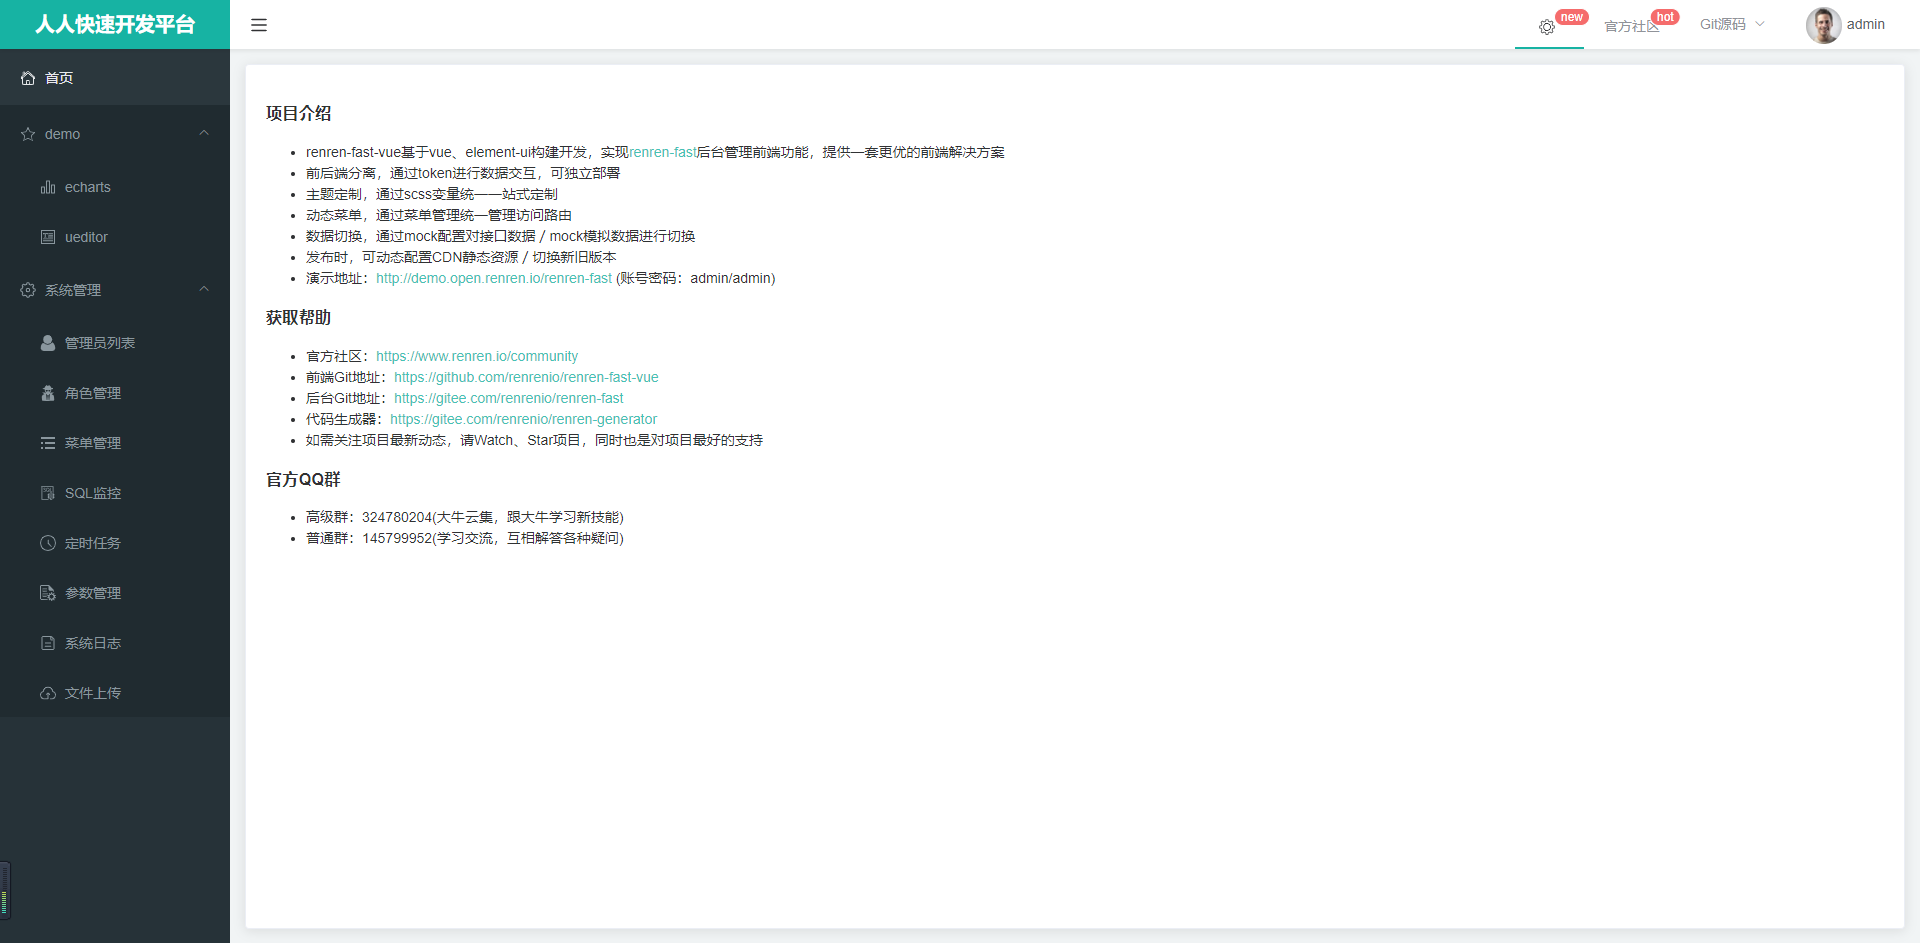 人人快速开发平台
new
官方社区
hot
Git源码
admin
首页
demo
echarts
ueditor
系统管理
管理员列表
角色管理
菜单管理
SQL监控
定时任务
参数管理
系统日志
文件上传
项目介绍
renren-fast-vue基于vue、element-ui构建开发，实现renren-fast后台管理前端功能，提供一套更优的前端解决方案
前后端分离，通过token进行数据交互，可独立部署
主题定制，通过scss变量统一一站式定制
动态菜单，通过菜单管理统一管理访问路由
数据切换，通过mock配置对接口数据／mock模拟数据进行切换
发布时，可动态配置CDN静态资源／切换新旧版本
演示地址：http://demo.open.renren.io/renren-fast (账号密码：admin/admin)
获取帮助
官方社区：https://www.renren.io/community
前端Git地址：https://github.com/renrenio/renren-fast-vue
后台Git地址：https://gitee.com/renrenio/renren-fast
代码生成器：https://gitee.com/renrenio/renren-generator
如需关注项目最新动态，请Watch、Star项目，同时也是对项目最好的支持
官方QQ群
高级群：324780204(大牛云集，跟大牛学习新技能)
普通群：145799952(学习交流，互相解答各种疑问)